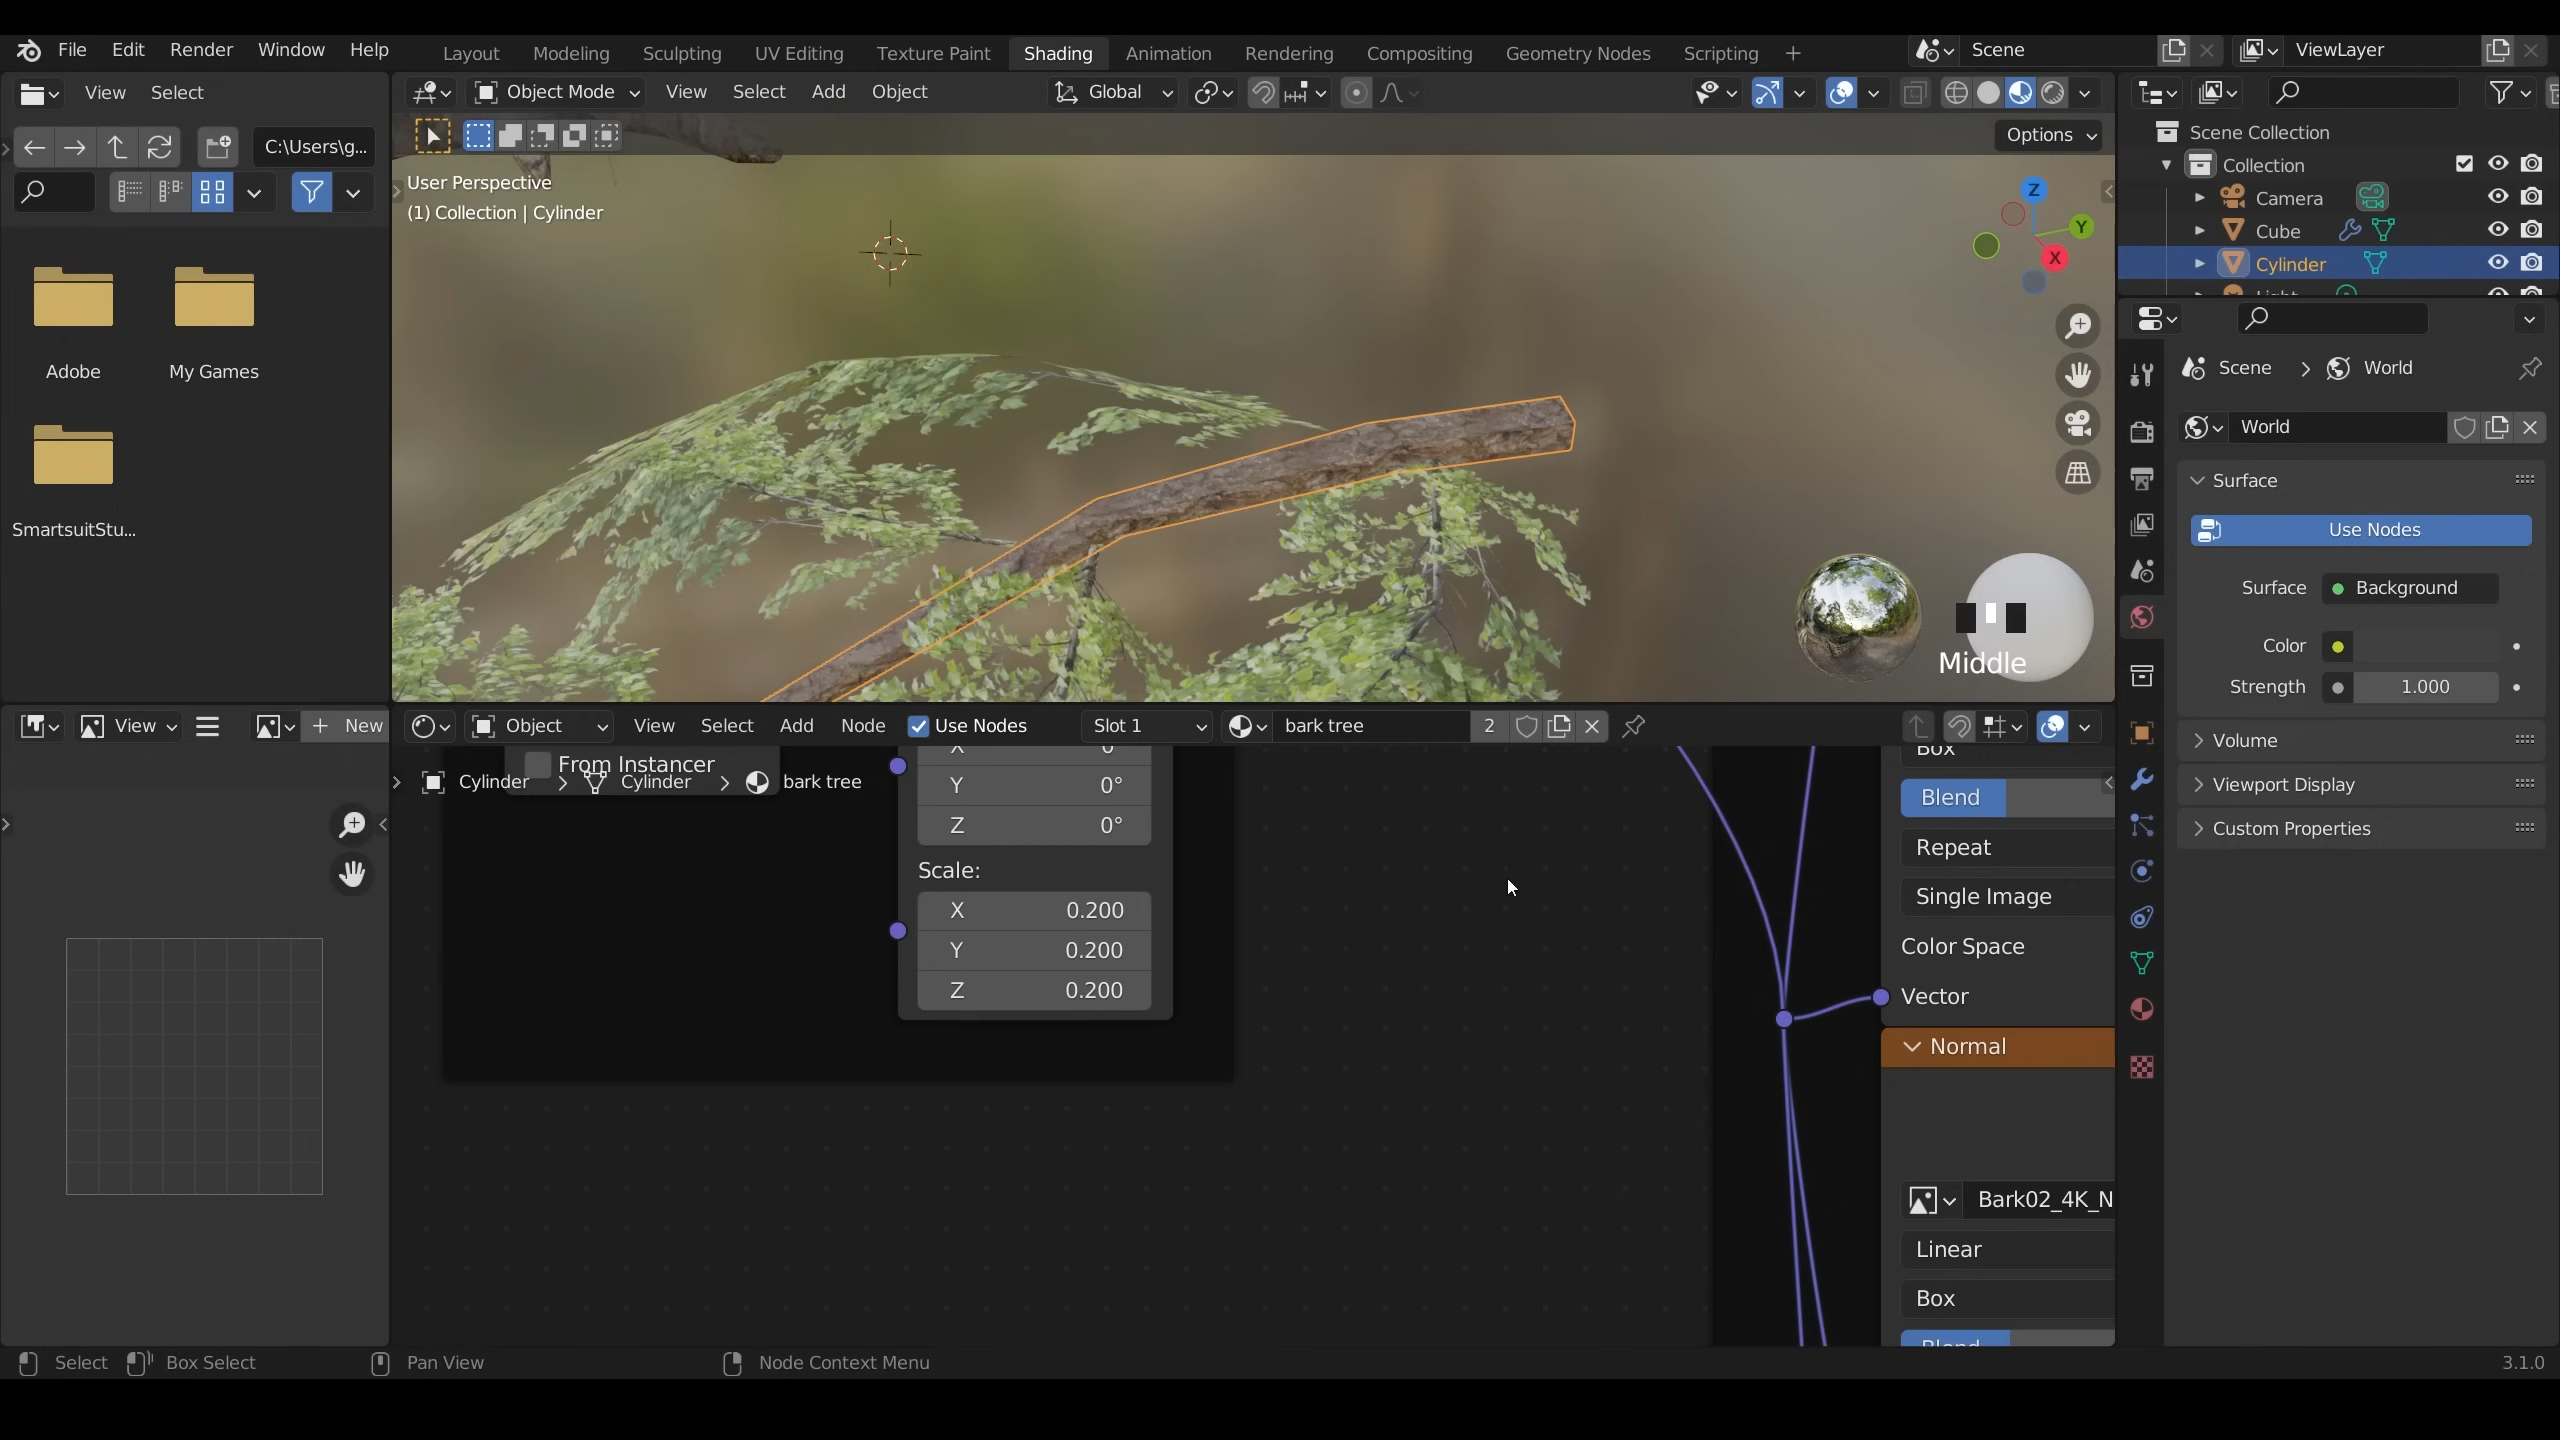 File Edit Render Window Help Layout Modeling Sculpting UV Editing Texture Paint Shading Animation Rendering Compositing Geometry Nodes Scripting + Scene ViewLayer
View Select Object Mode View Select Add Object Global
C:\Users\g... Options
Scene Collection
Collection
Camera
Cube
Cylinder
User Perspective
(1) Collection | Cylinder
Z
Y
X
Adobe My Games
SmartsuitStu...
Middle
Scene > World
World
Surface
Use Nodes
Surface Background
Color
Strength 1.000
Volume
Viewport Display
Custom Properties
View + New Object View Select Add Node Use Nodes Slot 1 bark tree 2
From Instancer
Cylinder > Cylinder > bark tree
X 0°
Y 0°
Z 0°
Scale:
X 0.200
Y 0.200
Z 0.200
Box
Blend
Repeat
Single Image
Color Space
Vector
Normal
Bark02_4K_N
Linear
Box
Blend
Select Box Select Pan View Node Context Menu 3.1.0